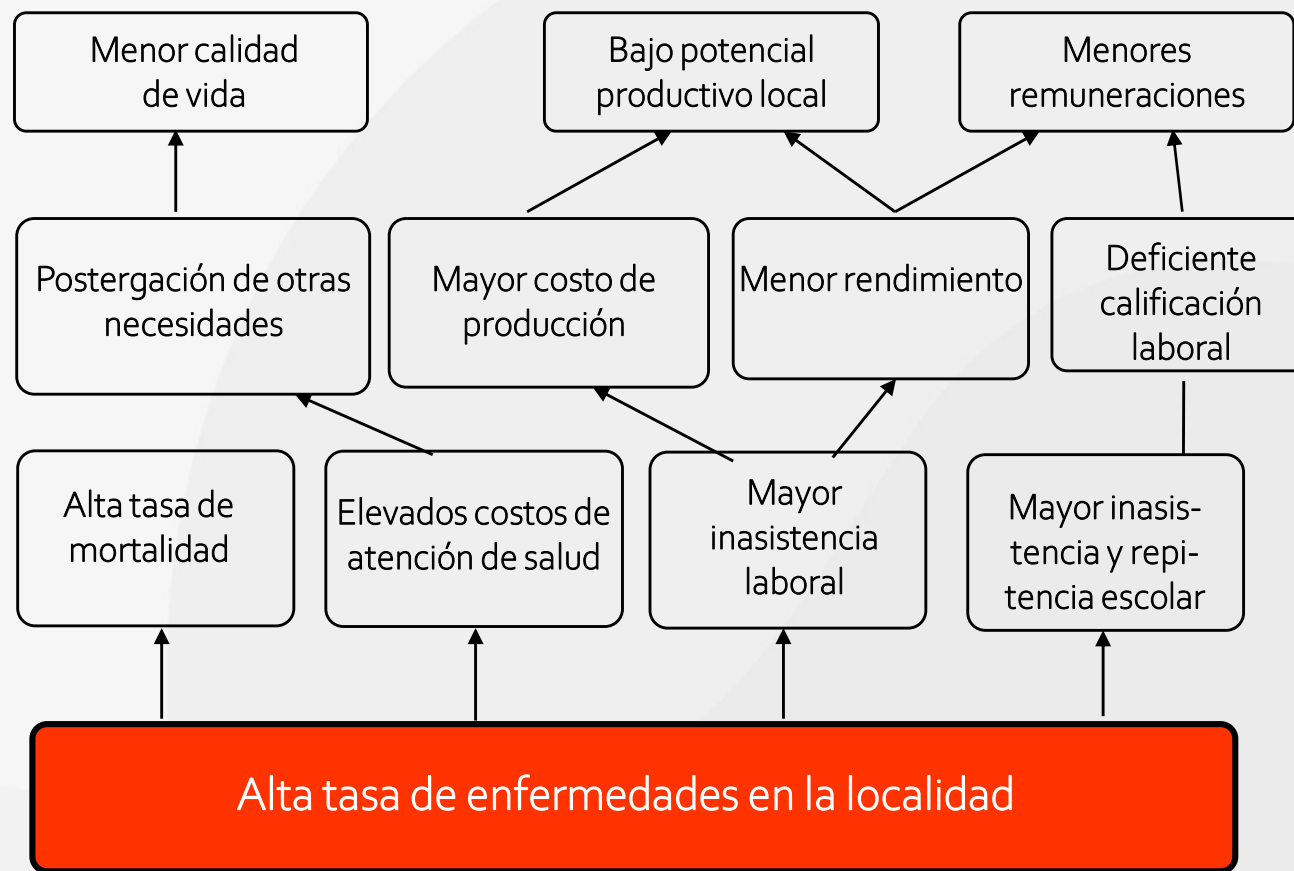 Menor calidad
de vida
Bajo potencial
productivo local
Menores
remuneraciones
Postergación de otras
necesidades
Mayor costo de
producción
Menor rendimiento
Deficiente
calificación
laboral
Alta tasa de
mortalidad
Elevados costos de
atención de salud
Mayor
inasistencia
laboral
Mayor inasis-
tencia y repi-
tencia escolar
Alta tasa de enfermedades en la localidad